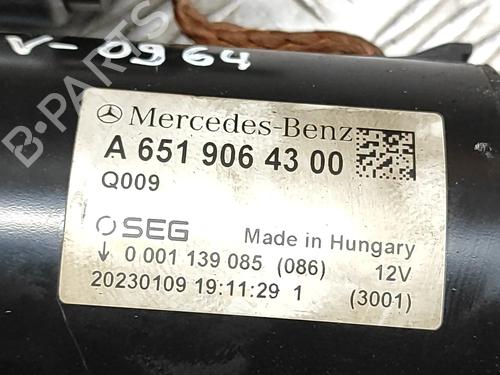 V-0964
Mercedes-Benz
A 651 906 43 00
Q009
SEG Made in Hungary
↓ 0 001 139 085 (086) 12V
20230109 19:11:29 1 (3001)
B-PARTS